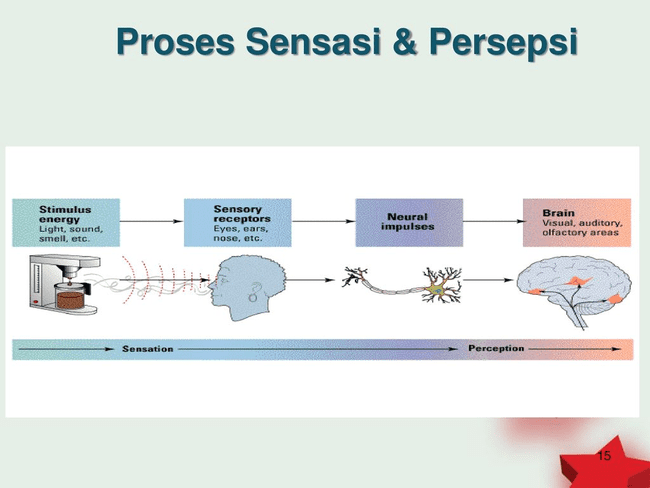 Proses Sensasi & Persepsi
Stimulus
energy
Light, sound,
smell, etc.
Sensory
receptors
Eyes, ears,
nose, etc.
Neural
impulses
Brain
Visual, auditory,
olfactory areas
Sensation
Perception
15